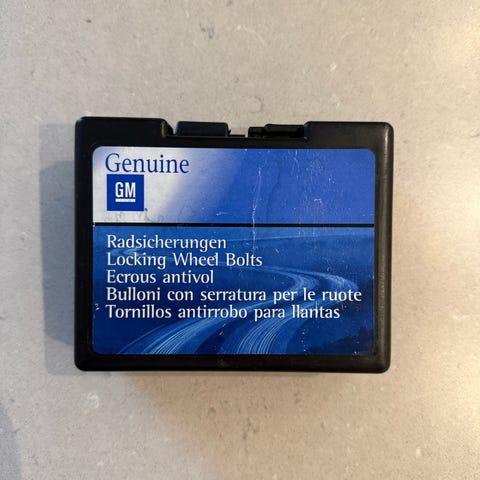 Genuine
GM
Radsicherungen
Locking Wheel Bolts
Ecrous antivol
Bulloni con serratura per le ruote
Tornillos antirrobo para llantas